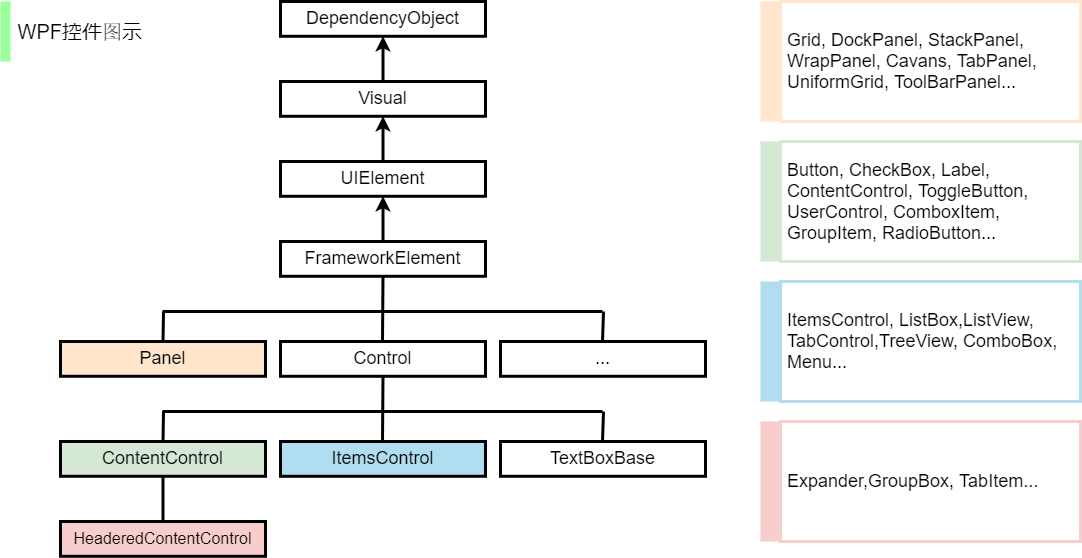 WPF控件图示
DependencyObject
Visual
UIElement
FrameworkElement
Panel
Control
...
ContentControl
ItemsControl
TextBoxBase
HeaderedContentControl
Grid, DockPanel, StackPanel,
WrapPanel, Cavans, TabPanel,
UniformGrid, ToolBarPanel...
Button, CheckBox, Label,
ContentControl, ToggleButton,
UserControl, ComboxItem,
GroupItem, RadioButton...
ItemsControl, ListBox,ListView,
TabControl,TreeView, ComboBox,
Menu...
Expander,GroupBox, TabItem...